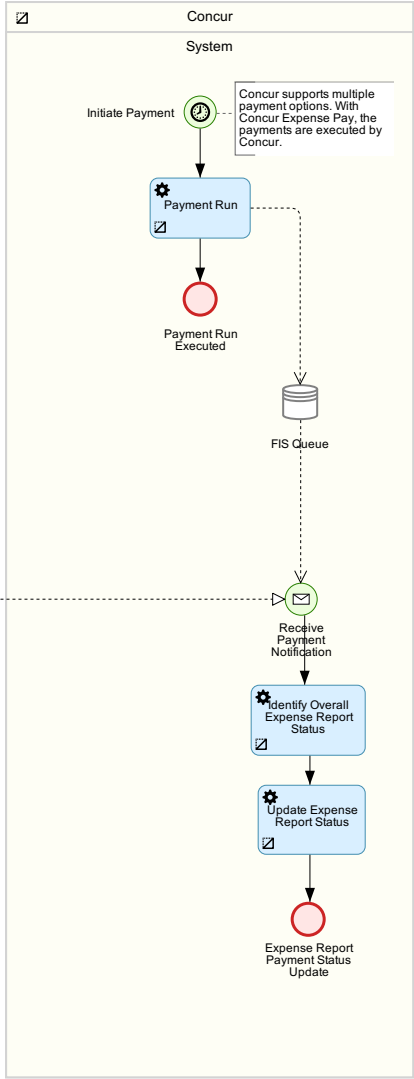 Concur
System
Initiate Payment
Concur supports multiple
payment options. With
Concur Expense Pay, the
payments are executed by
Concur.
Payment Run
Payment Run
Executed
FIS Queue
Receive
Payment
Notification
Identify Overall
Expense Report
Status
Update Expense
Report Status
Expense Report
Payment Status
Update